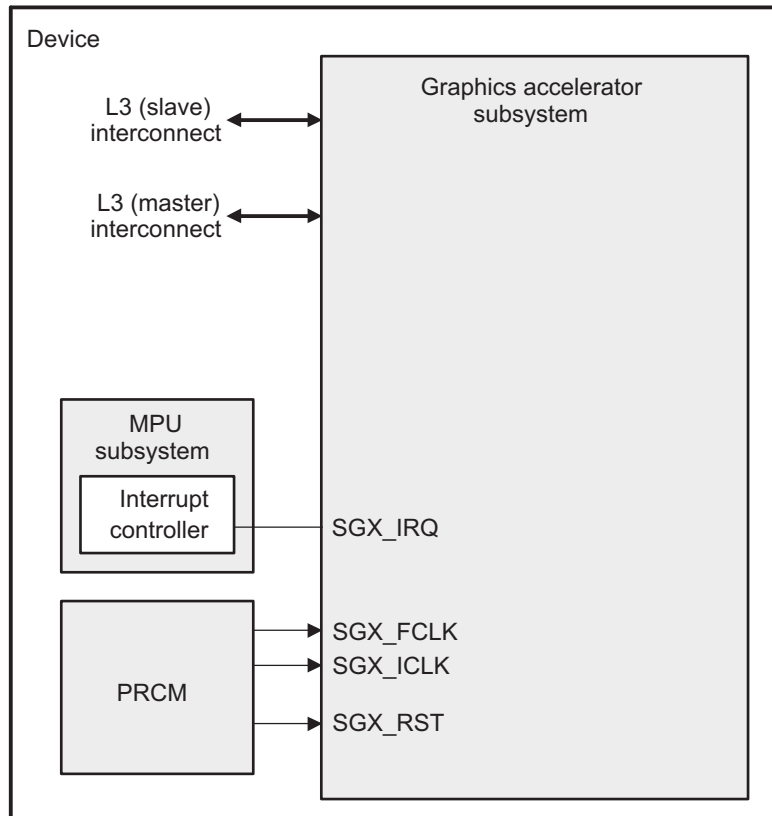 Device
Graphics accelerator
subsystem
L3 (slave)
interconnect
L3 (master)
interconnect
MPU
subsystem
Interrupt
controller
SGX_IRQ
SGX_FCLK
SGX_ICLK
PRCM
SGX_RST